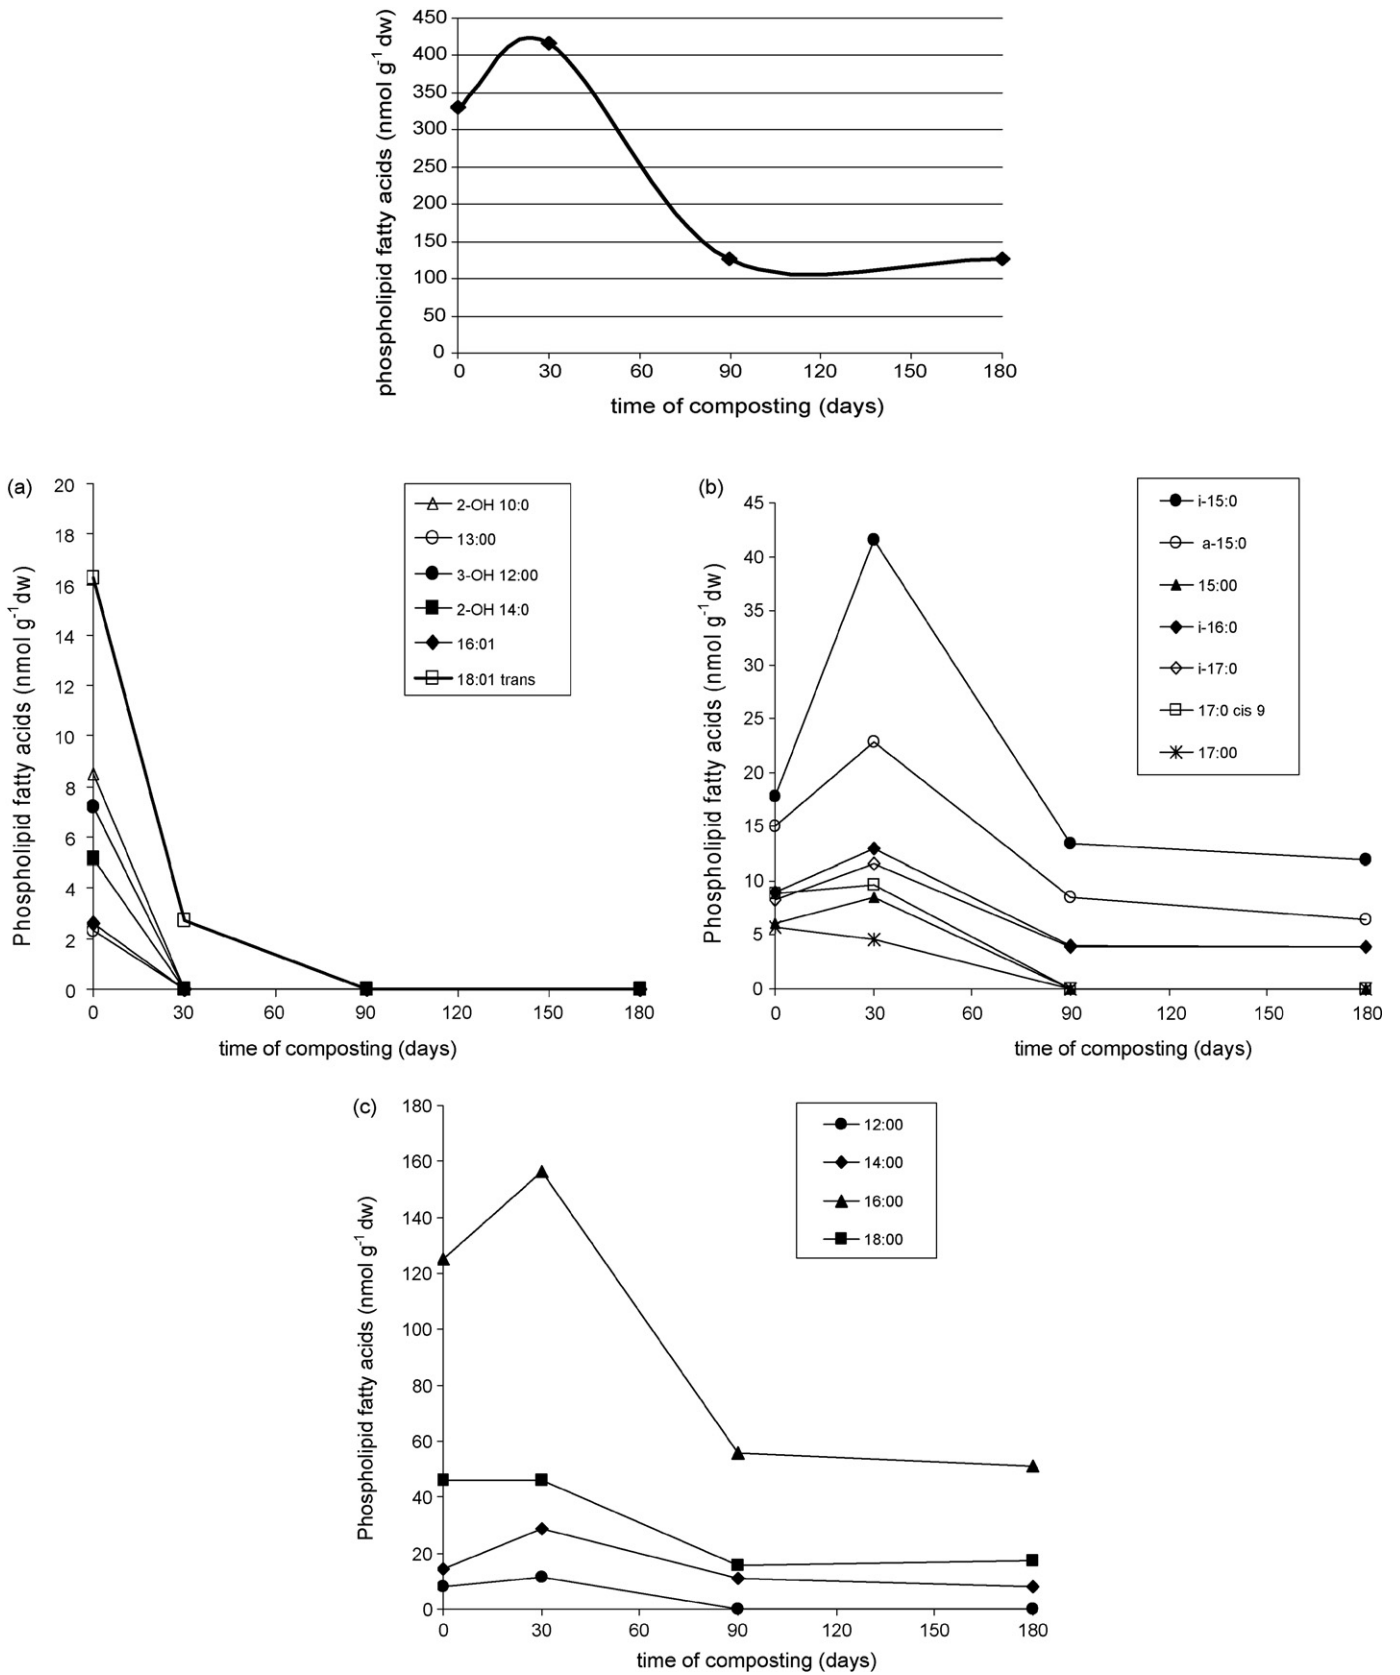 phospholipid fatty acids (nmol g-1 dw)
450
400
350
300
250
200
150
100
50
0
0 30 60 90 120 150 180
time of composting (days)
(a)
Phospholipid fatty acids (nmol g-1 dw)
20
18
16
14
12
10
8
6
4
2
0
0 30 60 90 120 150 180
time of composting (days)
2-OH 10:0
13:00
3-OH 12:00
2-OH 14:0
16:01
18:01 trans
(b)
Phospholipid fatty acids (nmol g-1 dw)
45
40
35
30
25
20
15
10
5
0
0 30 60 90 120 150 180
time of composting (days)
i-15:0
a-15:0
15:00
i-16:0
i-17:0
17:0 cis 9
17:00
(c)
Phospholipid fatty acids (nmol g-1 dw)
180
160
140
120
100
80
60
40
20
0
0 30 60 90 120 150 180
time of composting (days)
12:00
14:00
16:00
18:00